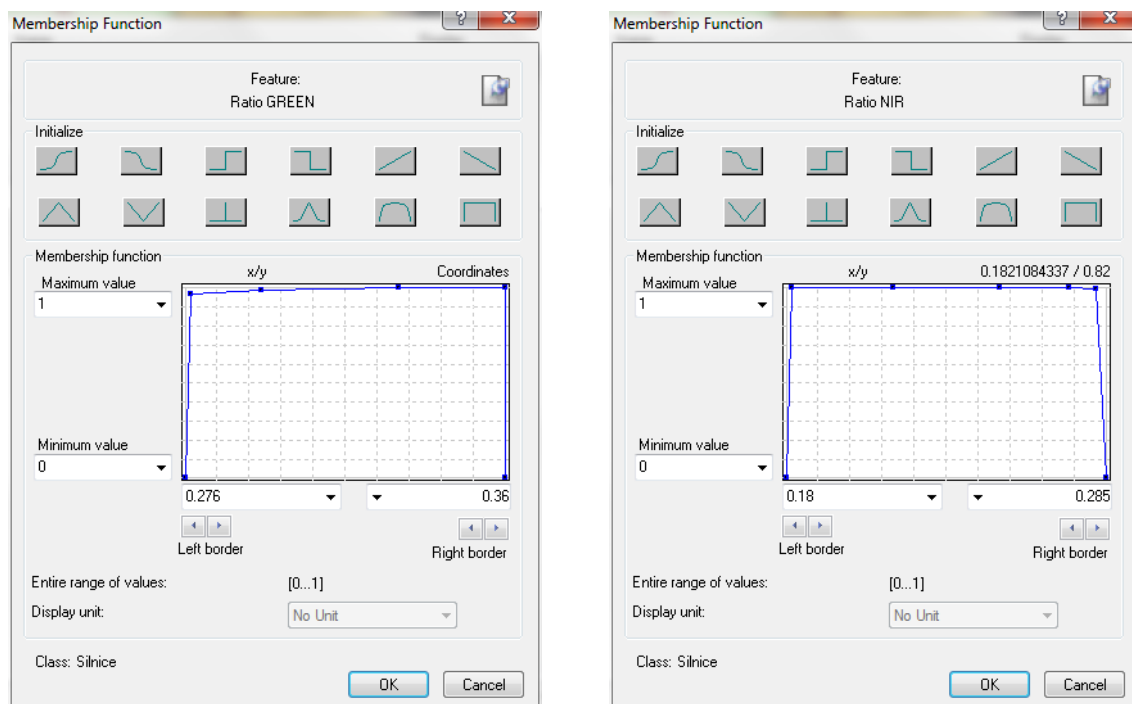 Membership Function
Feature:
Ratio GREEN
Initialize
Membership function
x/y
Coordinates
Maximum value
1
Minimum value
0
0.276
0.36
Left border
Right border
Entire range of values:
[0...1]
Display unit:
No Unit
Class: Silnice
OK
Cancel
Membership Function
Feature:
Ratio NIR
Initialize
Membership function
x/y
0.1821084337 / 0.82
Maximum value
1
Minimum value
0
0.18
0.285
Left border
Right border
Entire range of values:
[0...1]
Display unit:
No Unit
Class: Silnice
OK
Cancel